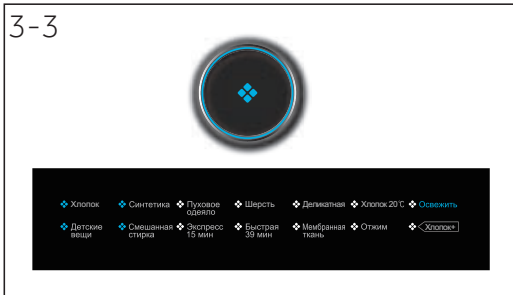 3-3
Хлопок Синтетика Пуховое одеяло Шерсть Деликатная Хлопок 20°C Освежить
Детские вещи Смешанная стирка Экспресс 15 мин Быстрая 39 мин Мембранная ткань Отжим Хлопок+